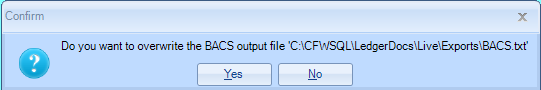 Confirm
Do you want to overwrite the BACS output file 'C:\CFWSQL\LedgerDocs\Live\Exports\BACS.txt'
Yes No